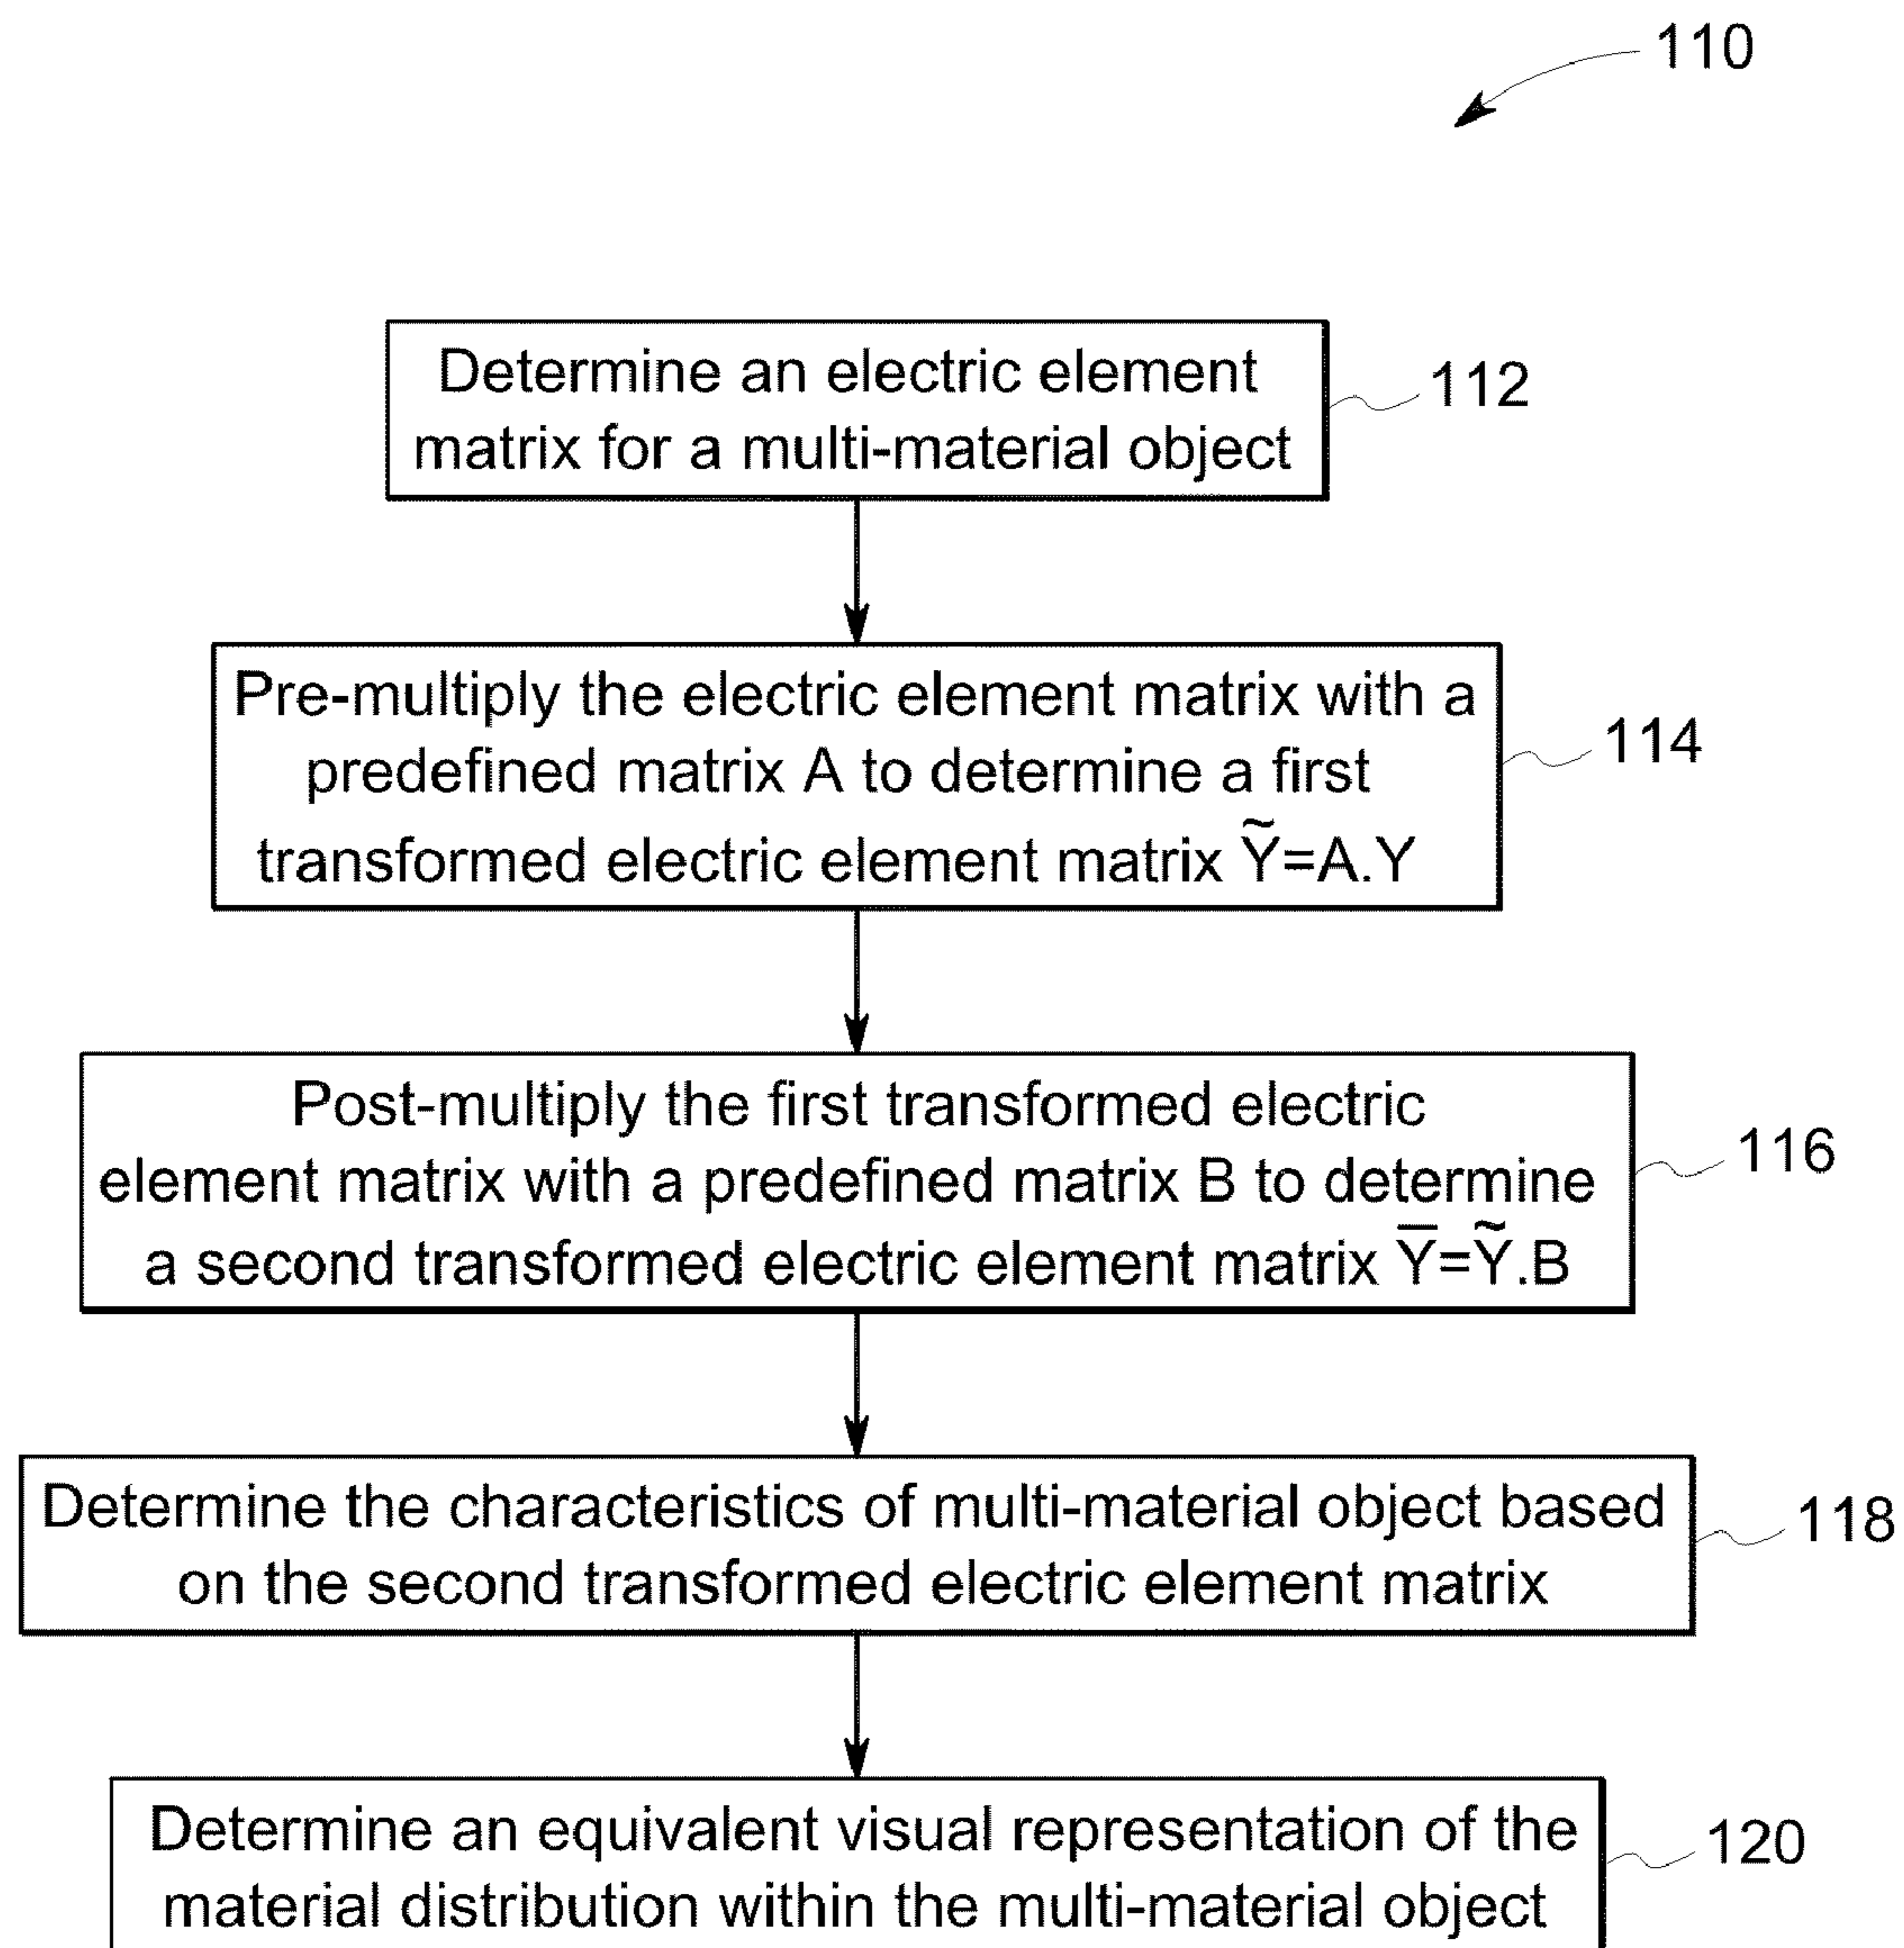 110
Determine an electric element
matrix for a multi-material object
112
Pre-multiply the electric element matrix with a
predefined matrix A to determine a first
transformed electric element matrix Ỹ=A.Y
114
Post-multiply the first transformed electric
element matrix with a predefined matrix B to determine
a second transformed electric element matrix Y̅=Ỹ.B
116
Determine the characteristics of multi-material object based
on the second transformed electric element matrix
118
Determine an equivalent visual representation of the
material distribution within the multi-material object
120